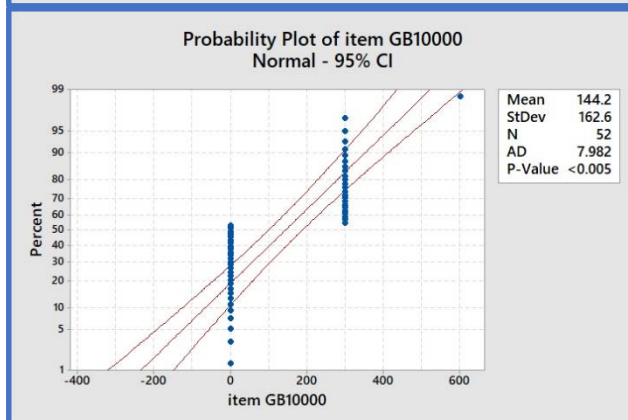 Probability Plot of item GB10000
Normal - 95% CI
99
95
90
80
70
60
50
40
30
20
10
5
1
Percent
-400
-200
0
200
400
600
item GB10000
Mean 144.2
StDev 162.6
N 52
AD 7.982
P-Value <0.005